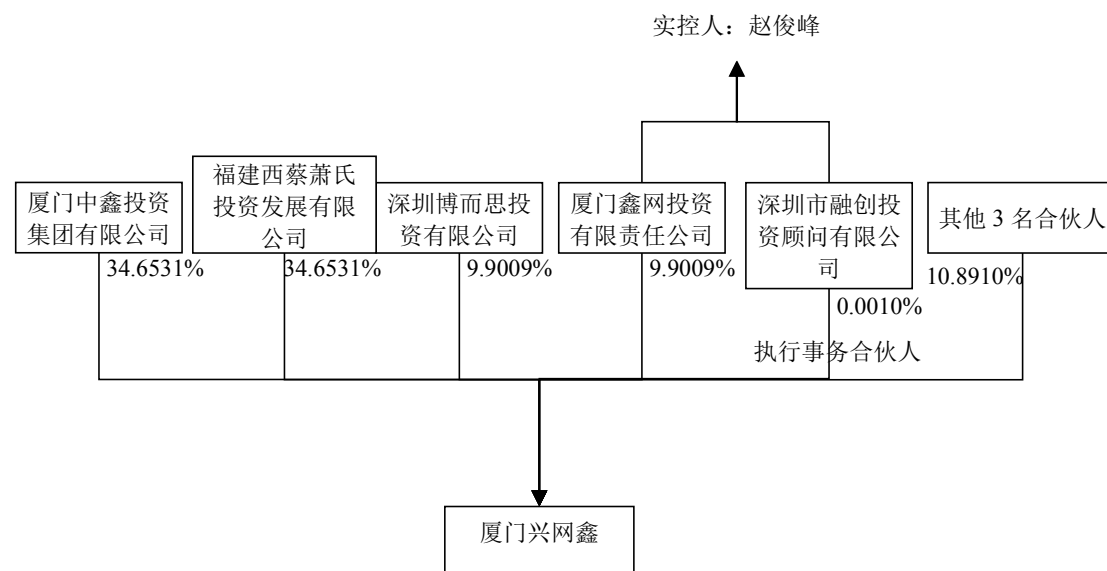 实控人：赵俊峰
厦门中鑫投资
集团有限公司
福建西蔡萧氏
投资发展有限
公司
深圳博而思投
资有限公司
厦门鑫网投资
有限责任公司
深圳市融创投
资顾问有限公
司
其他 3 名合伙人
34.6531%
34.6531%
9.9009%
9.9009%
0.0010%
10.8910%
执行事务合伙人
厦门兴网鑫